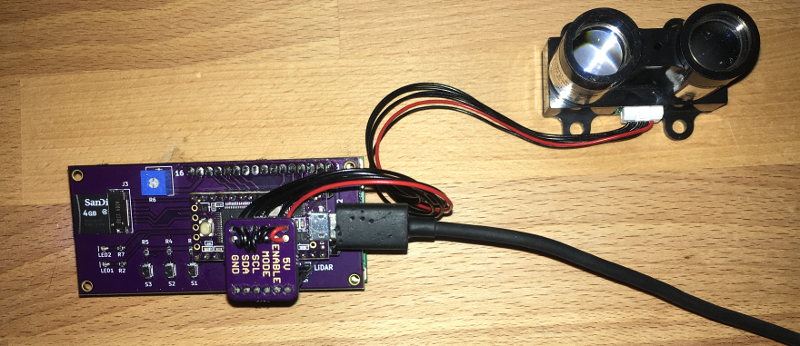 16
J3
R6
SanDi
4GB
2
LED2 R7
LED1 R2
R5 R4 R
S3 S2 S1
LIDAR
5V
ENABLE
MODE
SCL
SDA
GND